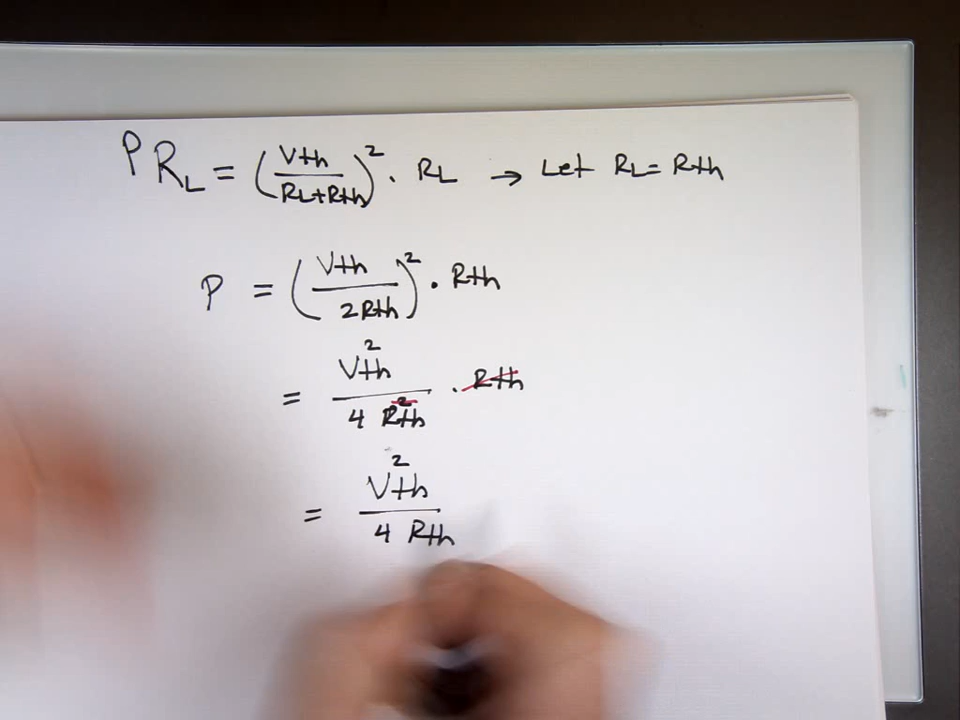 P R_L = (Vth / (RL+Rth))² · RL → Let RL = Rth
P = (Vth / 2Rth)² · Rth
= Vth² / 4 Rth² · Rth
= Vth² / 4 Rth